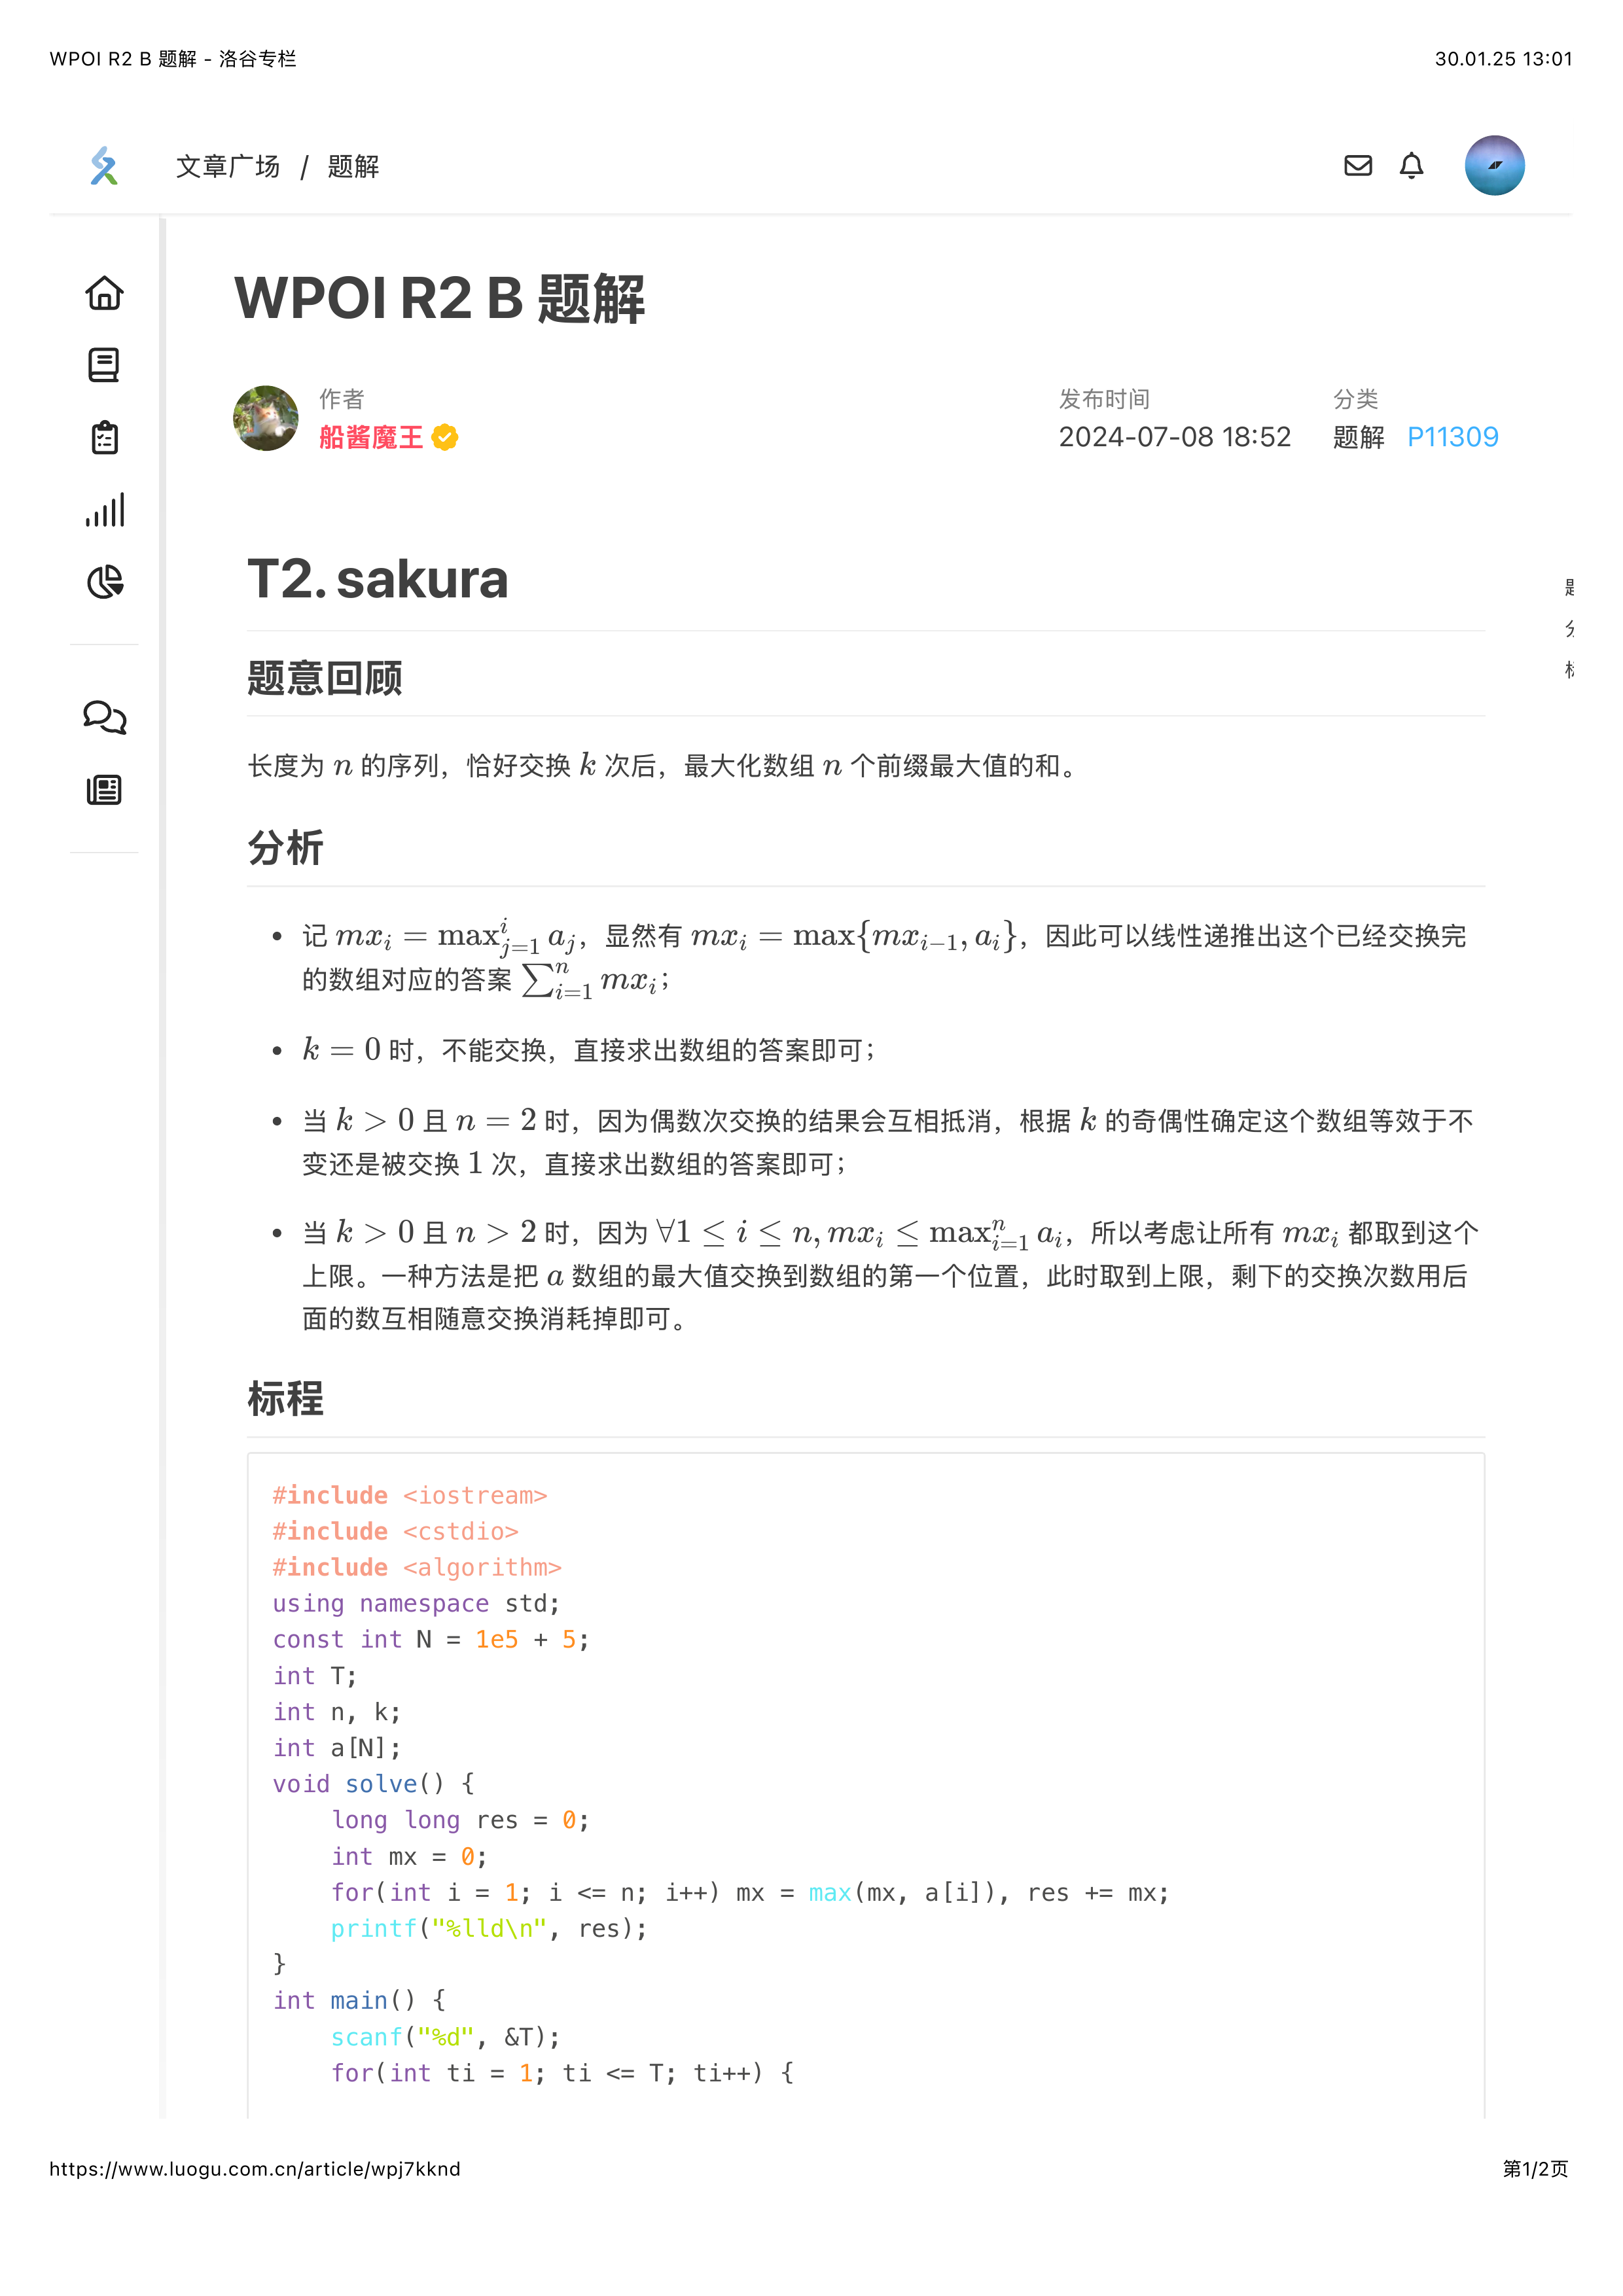 WPOI R2 B 题解 - 洛谷专栏
30.01.25 13:01
文章广场 / 题解
WPOI R2 B 题解
作者
船酱魔王
发布时间
2024-07-08 18:52
分类
题解 P11309
T2. sakura
题意回顾
长度为 n 的序列，恰好交换 k 次后，最大化数组 n 个前缀最大值的和。
分析
• 记 mx_i = max_{j=1}^i a_j，显然有 mx_i = max{mx_{i−1}, a_i}，因此可以线性递推出这个已经交换完
的数组对应的答案 ∑_{i=1}^n mx_i；
• k = 0 时，不能交换，直接求出数组的答案即可；
• 当 k > 0 且 n = 2 时，因为偶数次交换的结果会互相抵消，根据 k 的奇偶性确定这个数组等效于不
变还是被交换 1 次，直接求出数组的答案即可；
• 当 k > 0 且 n > 2 时，因为 ∀1 ≤ i ≤ n, mx_i ≤ max_{i=1}^n a_i，所以考虑让所有 mx_i 都取到这个
上限。一种方法是把 a 数组的最大值交换到数组的第一个位置，此时取到上限，剩下的交换次数用后
面的数互相随意交换消耗掉即可。
标程
#include <iostream>
#include <cstdio>
#include <algorithm>
using namespace std;
const int N = 1e5 + 5;
int T;
int n, k;
int a[N];
void solve() {
    long long res = 0;
    int mx = 0;
    for(int i = 1; i <= n; i++) mx = max(mx, a[i]), res += mx;
    printf("%lld\n", res);
}
int main() {
    scanf("%d", &T);
    for(int ti = 1; ti <= T; ti++) {
https://www.luogu.com.cn/article/wpj7kknd
第1/2页